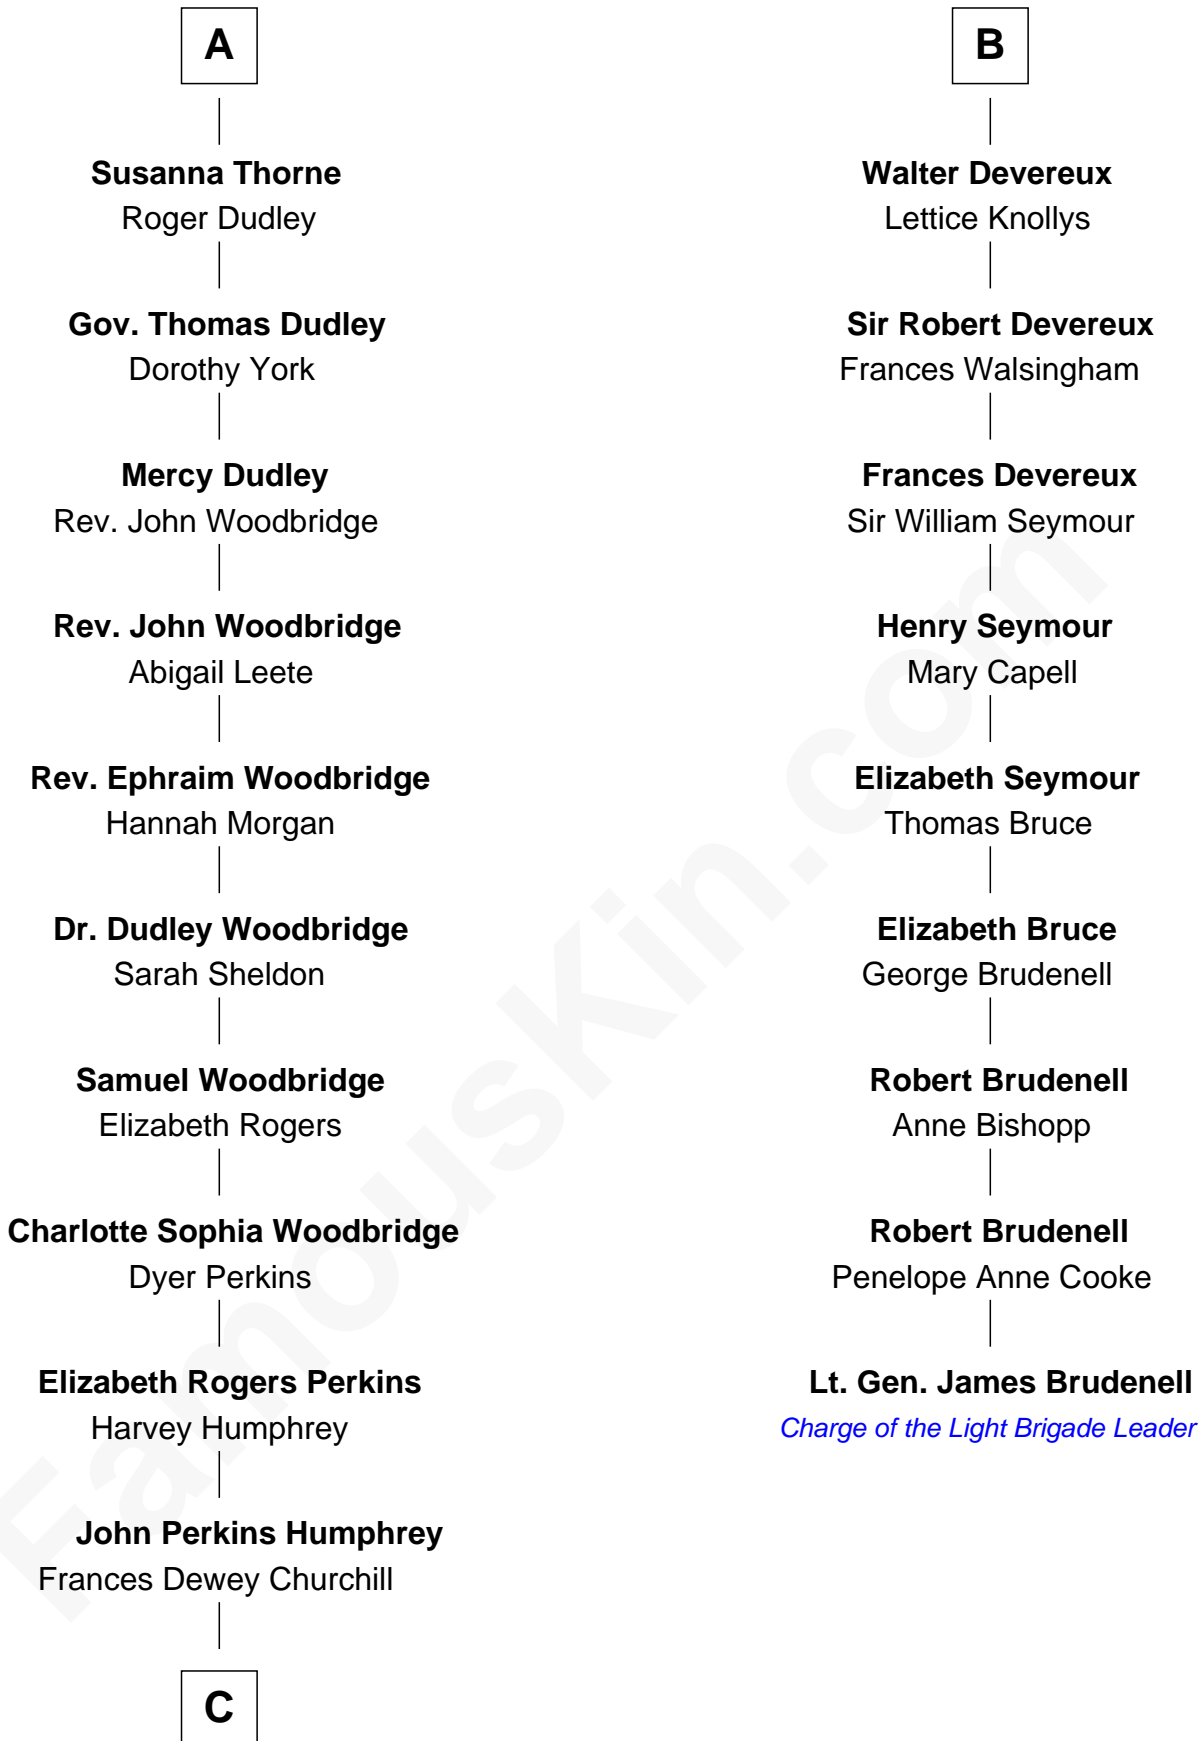 A
Susanna Thorne
Roger Dudley
Gov. Thomas Dudley
Dorothy York
Mercy Dudley
Rev. John Woodbridge
Rev. John Woodbridge
Abigail Leete
Rev. Ephraim Woodbridge
Hannah Morgan
Dr. Dudley Woodbridge
Sarah Sheldon
Samuel Woodbridge
Elizabeth Rogers
Charlotte Sophia Woodbridge
Dyer Perkins
Elizabeth Rogers Perkins
Harvey Humphrey
John Perkins Humphrey
Frances Dewey Churchill
C
B
Walter Devereux
Lettice Knollys
Sir Robert Devereux
Frances Walsingham
Frances Devereux
Sir William Seymour
Henry Seymour
Mary Capell
Elizabeth Seymour
Thomas Bruce
Elizabeth Bruce
George Brudenell
Robert Brudenell
Anne Bishopp
Robert Brudenell
Penelope Anne Cooke
Lt. Gen. James Brudenell
Charge of the Light Brigade Leader
FamousKin.com